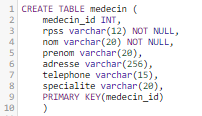 1 CREATE TABLE medecin (
2 medecin_id INT,
3 rpss varchar(12) NOT NULL,
4 nom varchar(20) NOT NULL,
5 prenom varchar(20),
6 adresse varchar(256),
7 telephone varchar(15),
8 specialite varchar(20),
9 PRIMARY KEY(medecin_id)
10 )